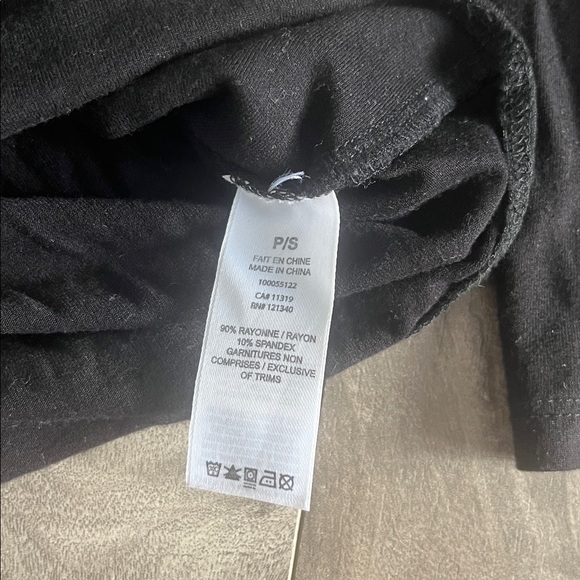 P/S
FAIT EN CHINE
MADE IN CHINA
100055122
CA# 11319
RN# 121340
90% RAYONNE / RAYON
10% SPANDEX
GARNITURES NON
COMPRISES / EXCLUSIVE
OF TRIMS